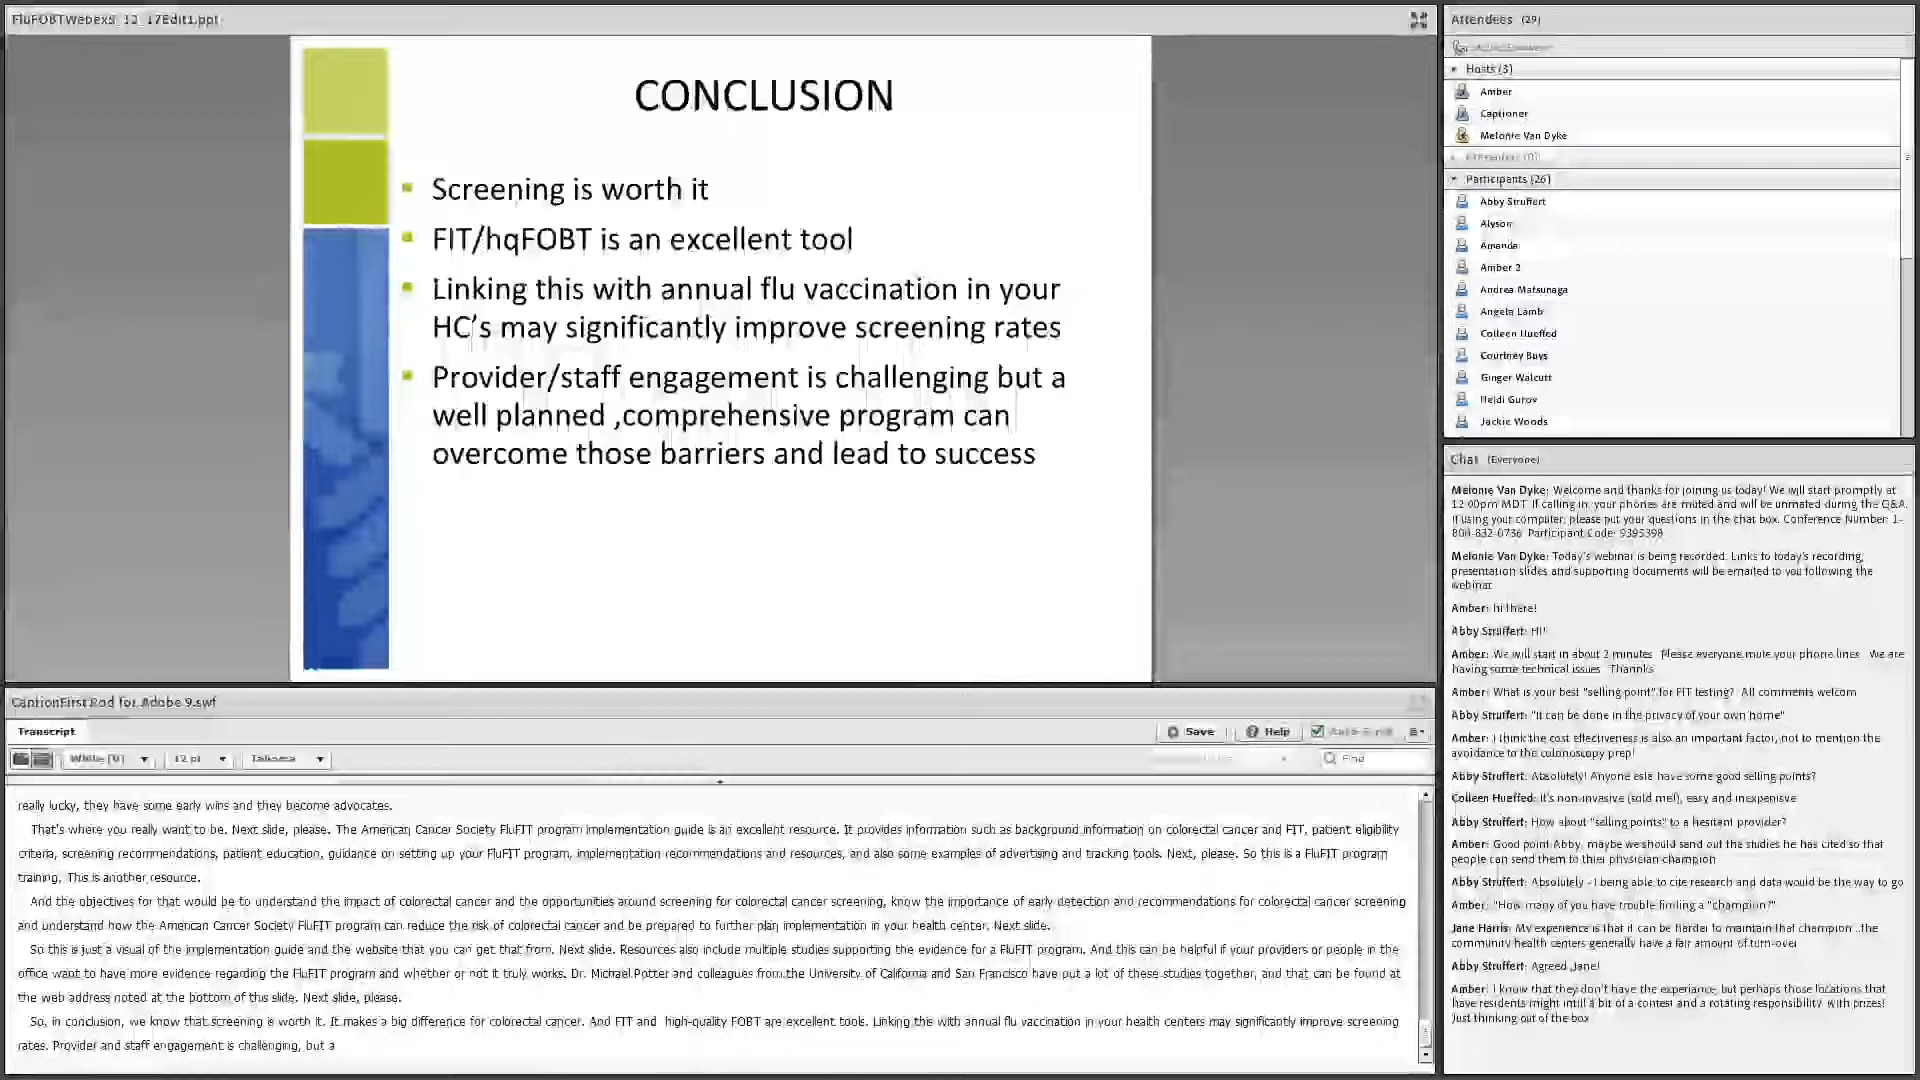 FluFOBTWebex5_12_17Edit1.ppt
CONCLUSION
Screening is worth it
FIT/hqFOBT is an excellent tool
Linking this with annual flu vaccination in your
HC's may significantly improve screening rates
Provider/staff engagement is challenging but a
well planned ,comprehensive program can
overcome those barriers and lead to success
Attendees (29)
Hosts (3)
Amber
Captioner
Melonie Van Dyke
Participants (26)
Abby Struffert
Alyson
Amanda
Amber 2
Andrea Matsunaga
Angela Lamb
Colleen Hueffed
Courtney Buys
Ginger Walcutt
Heidi Gurov
Jackie Woods
Chat (Everyone)
Melonie Van Dyke: Welcome and thanks for joining us today! We will start promptly at
12:00pm MDT. If calling in, your phones are muted and will be unmuted during the Q&A.
If using your computer, please put your questions in the chat box. Conference Number: 1-
800-832-0736 Participant Code: 9395398
Melonie Van Dyke: Today's webinar is being recorded. Links to today's recording,
presentation slides and supporting documents will be emailed to you following the
webinar.
Amber: hi there!
Abby Struffert: HI!
Amber: We will start in about 2 minutes Please everyone mute your phone lines We are
having some technical issues Thannks
Amber: What is your best "selling point" for FIT testing? All comments welcom
Abby Struffert: "It can be done in the privacy of your own home"
Amber: I think the cost effectiveness is also an important factor, not to mention the
avoidance to the culonoscopy prep!
Abby Struffert: Absolutely! Anyone esle have some good selling points?
Colleen Hueffed: It's non-invasive (sold me!), easy and inexpenisve
Abby Struffert: How about "selling points" to a hesitant provider?
Amber: Good point Abby, maybe we should send out the studies he has cited so that
people can send them to thier physician champion
Abby Struffert: Absolutely - I being able to cite research and data would be the way to go
Amber: "How many of you have trouble finding a "champion?"
Jane Harris: My experience is that it can be harder to maintain that champion ..the
community health centers generally have a fair amount of turn-over
Abby Struffert: Agreed ,Jane!
Amber: I know that they don't have the experiance, but perhaps those locations that
have residents might intill a bit of a contest and a rotating responsibility with prizes!
Just thinking out of the box
CaptionFirst Pod for Adobe 9.swf
Transcript
Save
Help
Auto-Scroll
White [0]
12 pt
Tahoma
Find
really lucky, they have some early wins and they become advocates.
That's where you really want to be. Next slide, please. The American Cancer Society FluFIT program implementation guide is an excellent resource. It provides information such as background information on colorectal cancer and FIT, patient eligibility
criteria, screening recommendations, patient education, guidance on setting up your FluFIT program, implementation recommendations and resources, and also some examples of advertising and tracking tools. Next, please. So this is a FluFIT program
training. This is another resource.
And the objectives for that would be to understand the impact of colorectal cancer and the opportunities around screening for colorectal cancer screening, know the importance of early detection and recommendations for colorectal cancer screening
and understand how the American Cancer Society FluFIT program can reduce the risk of colorectal cancer and be prepared to further plan implementation in your health center. Next slide.
So this is just a visual of the implementation guide and the website that you can get that from. Next slide. Resources also include multiple studies supporting the evidence for a FluFIT program. And this can be helpful if your providers or people in the
office want to have more evidence regarding the FluFIT program and whether or not it truly works. Dr. Michael Potter and colleagues from the University of California and San Francisco have put a lot of these studies together, and that can be found at
the web address noted at the bottom of this slide. Next slide, please.
So, in conclusion, we know that screening is worth it. It makes a big difference for colorectal cancer. And FIT and high-quality FOBT are excellent tools. Linking this with annual flu vaccination in your health centers may significantly improve screening
rates. Provider and staff engagement is challenging, but a